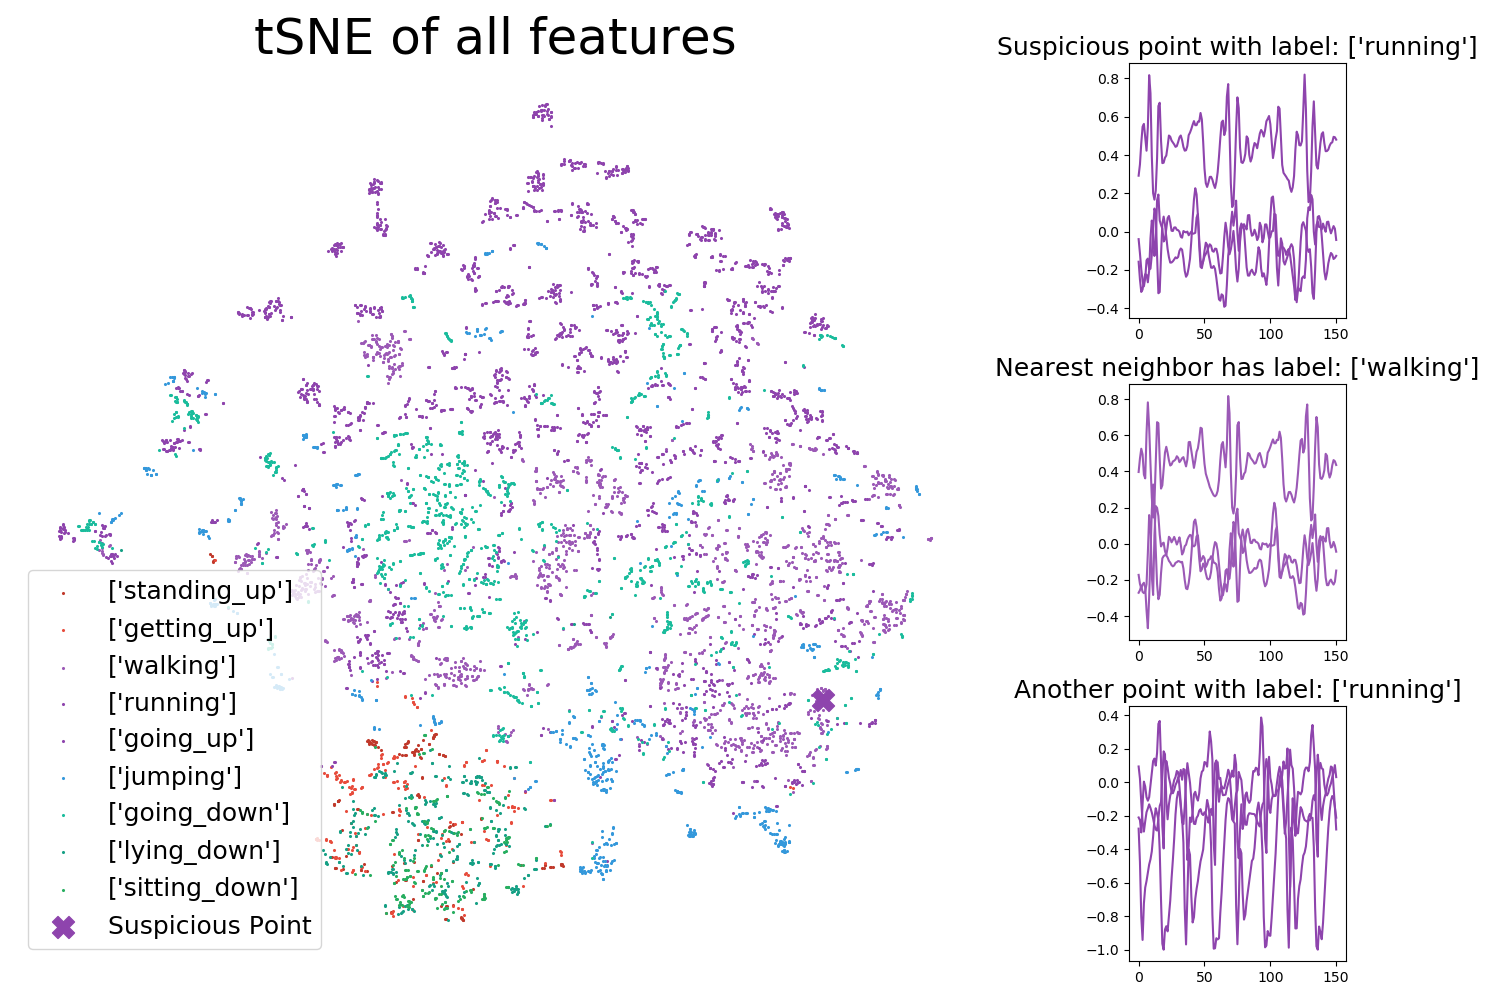 tSNE of all features
['standing_up']
['getting_up']
['walking']
['running']
['going_up']
['jumping']
['going_down']
['lying_down']
['sitting_down']
Suspicious Point
Suspicious point with label: ['running']
0.8
0.6
0.4
0.2
0.0
−0.2
−0.4
0 50 100 150
Nearest neighbor has label: ['walking']
0.8
0.6
0.4
0.2
0.0
−0.2
−0.4
0 50 100 150
Another point with label: ['running']
0.4
0.2
0.0
−0.2
−0.4
−0.6
−0.8
−1.0
0 50 100 150